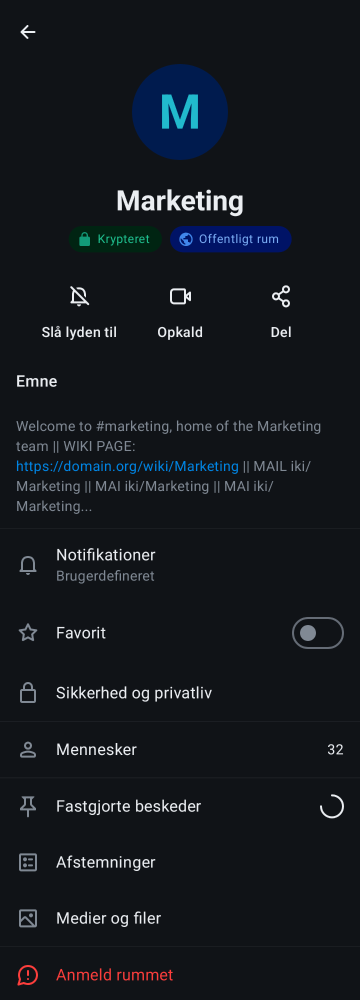 M
Marketing
Krypteret
Offentligt rum
Slå lyden til
Opkald
Del
Emne
Welcome to #marketing, home of the Marketing
team || WIKI PAGE:
https://domain.org/wiki/Marketing || MAIL iki/
Marketing || MAI iki/Marketing || MAI iki/
Marketing...
Notifikationer
Brugerdefineret
Favorit
Sikkerhed og privatliv
Mennesker 32
Fastgjorte beskeder
Afstemninger
Medier og filer
Anmeld rummet